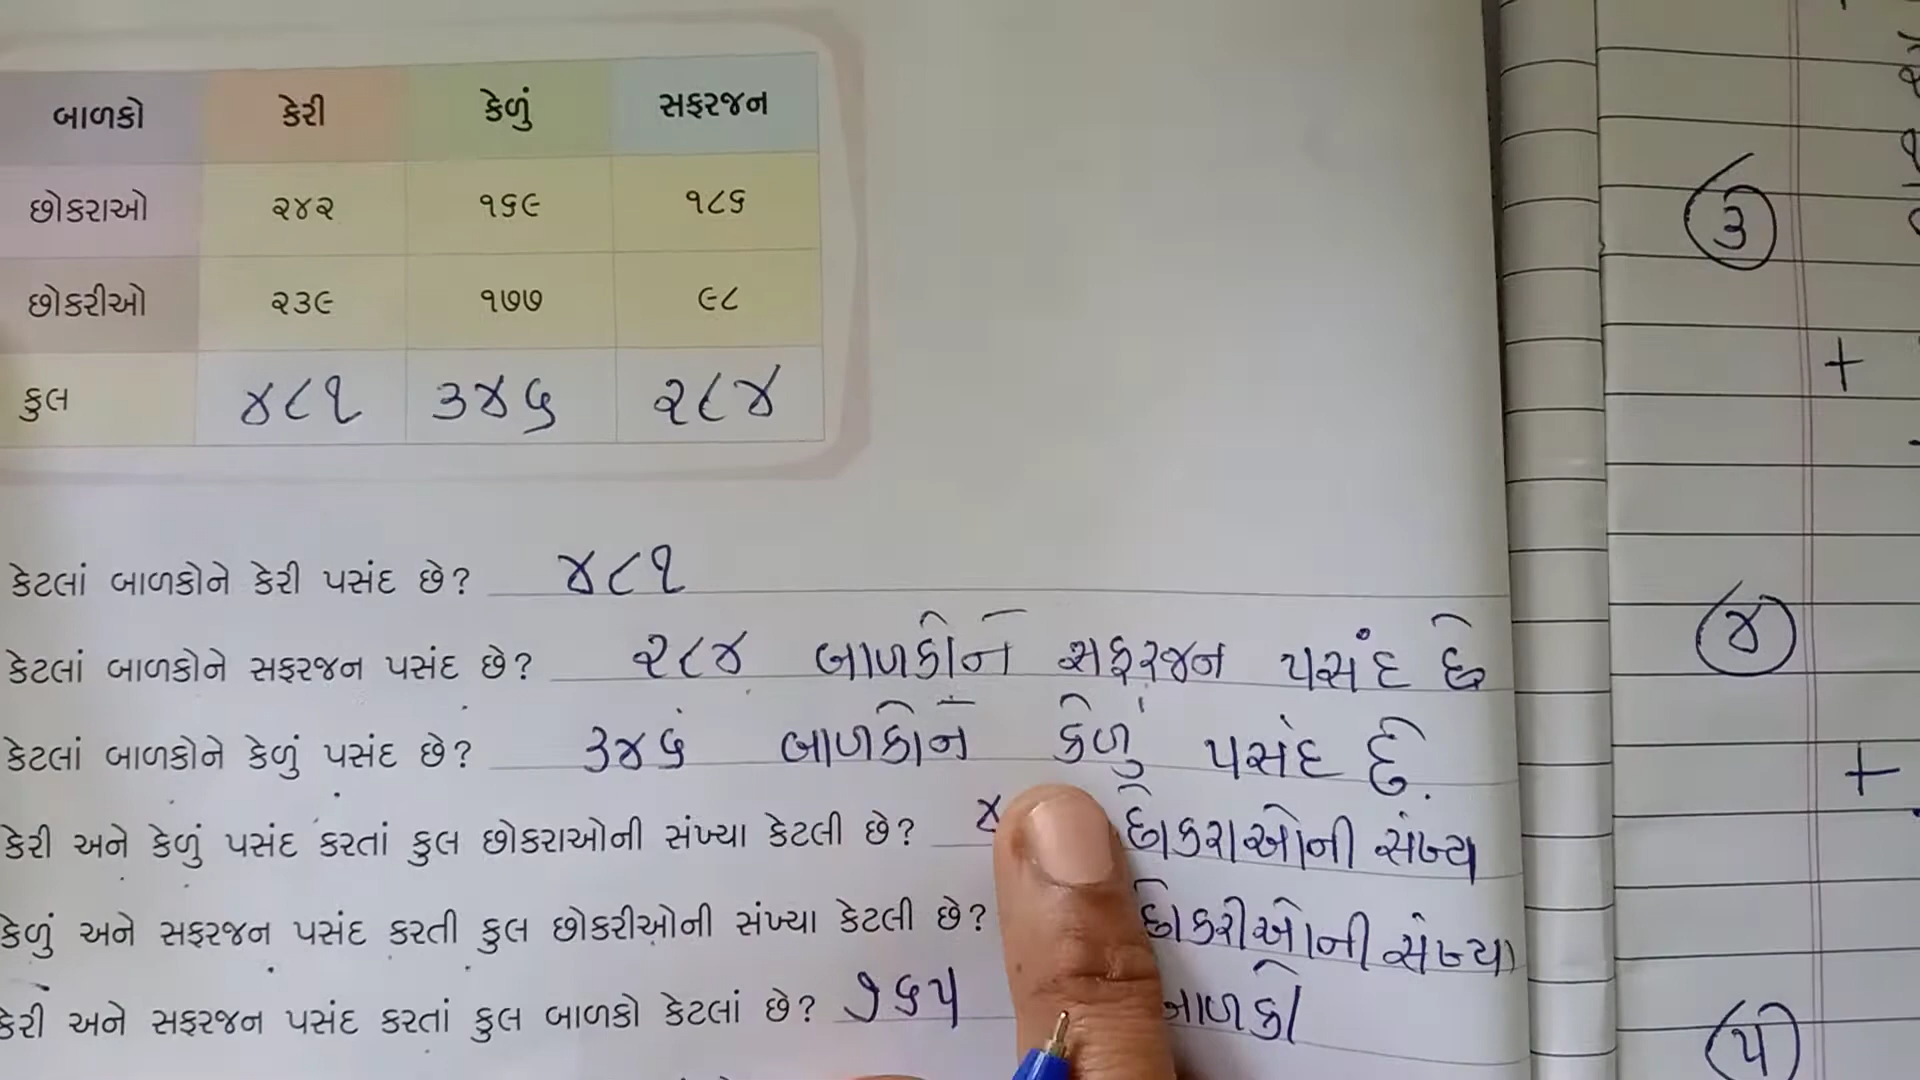 બાળકો કેરી કેળું સફરજન
છોકરાઓ ૨૪૨ ૧૬૯ ૧૮૬
છોકરીઓ ૨૩૯ ૧૭૭ ૯૮
કુલ ૪૮૧ ૩૪૬ ૨૮૪
કેટલાં બાળકોને કેરી પસંદ છે? ૪૮૧
કેટલાં બાળકોને સફરજન પસંદ છે? ૨૮૪ બાળકોને સફરજન પસંદ છે
કેટલાં બાળકોને કેળું પસંદ છે? ૩૪૬ બાળકોને કેળું પસંદ છે.
કેરી અને કેળું પસંદ કરતાં કુલ છોકરાઓની સંખ્યા કેટલી છે? ૪ છોકરાઓની સંખ્ય
કેળું અને સફરજન પસંદ કરતી કુલ છોકરીઓની સંખ્યા કેટલી છે? છોકરીઓની સંખ્યા
કેરી અને સફરજન પસંદ કરતાં કુલ બાળકો કેટલાં છે? ૭૬૫ બાળકો
૩
+
૪
+
૫